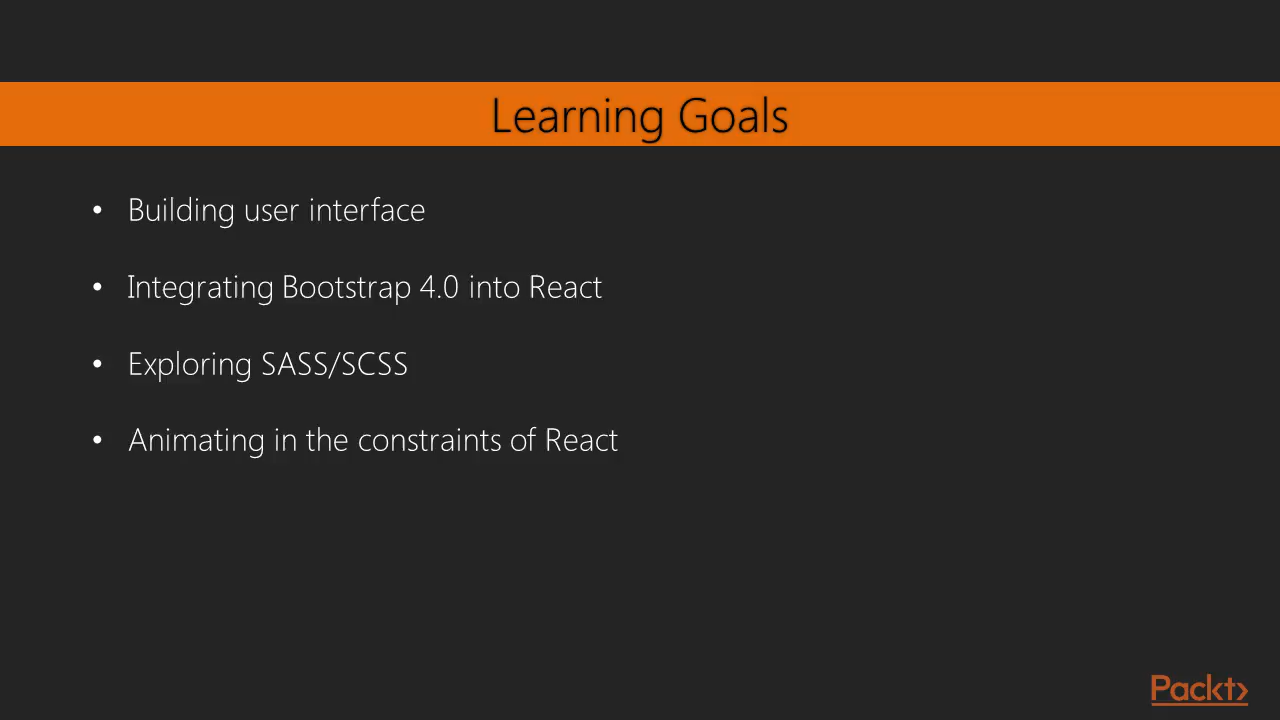 Learning Goals
• Building user interface
• Integrating Bootstrap 4.0 into React
• Exploring SASS/SCSS
• Animating in the constraints of React
Packt>